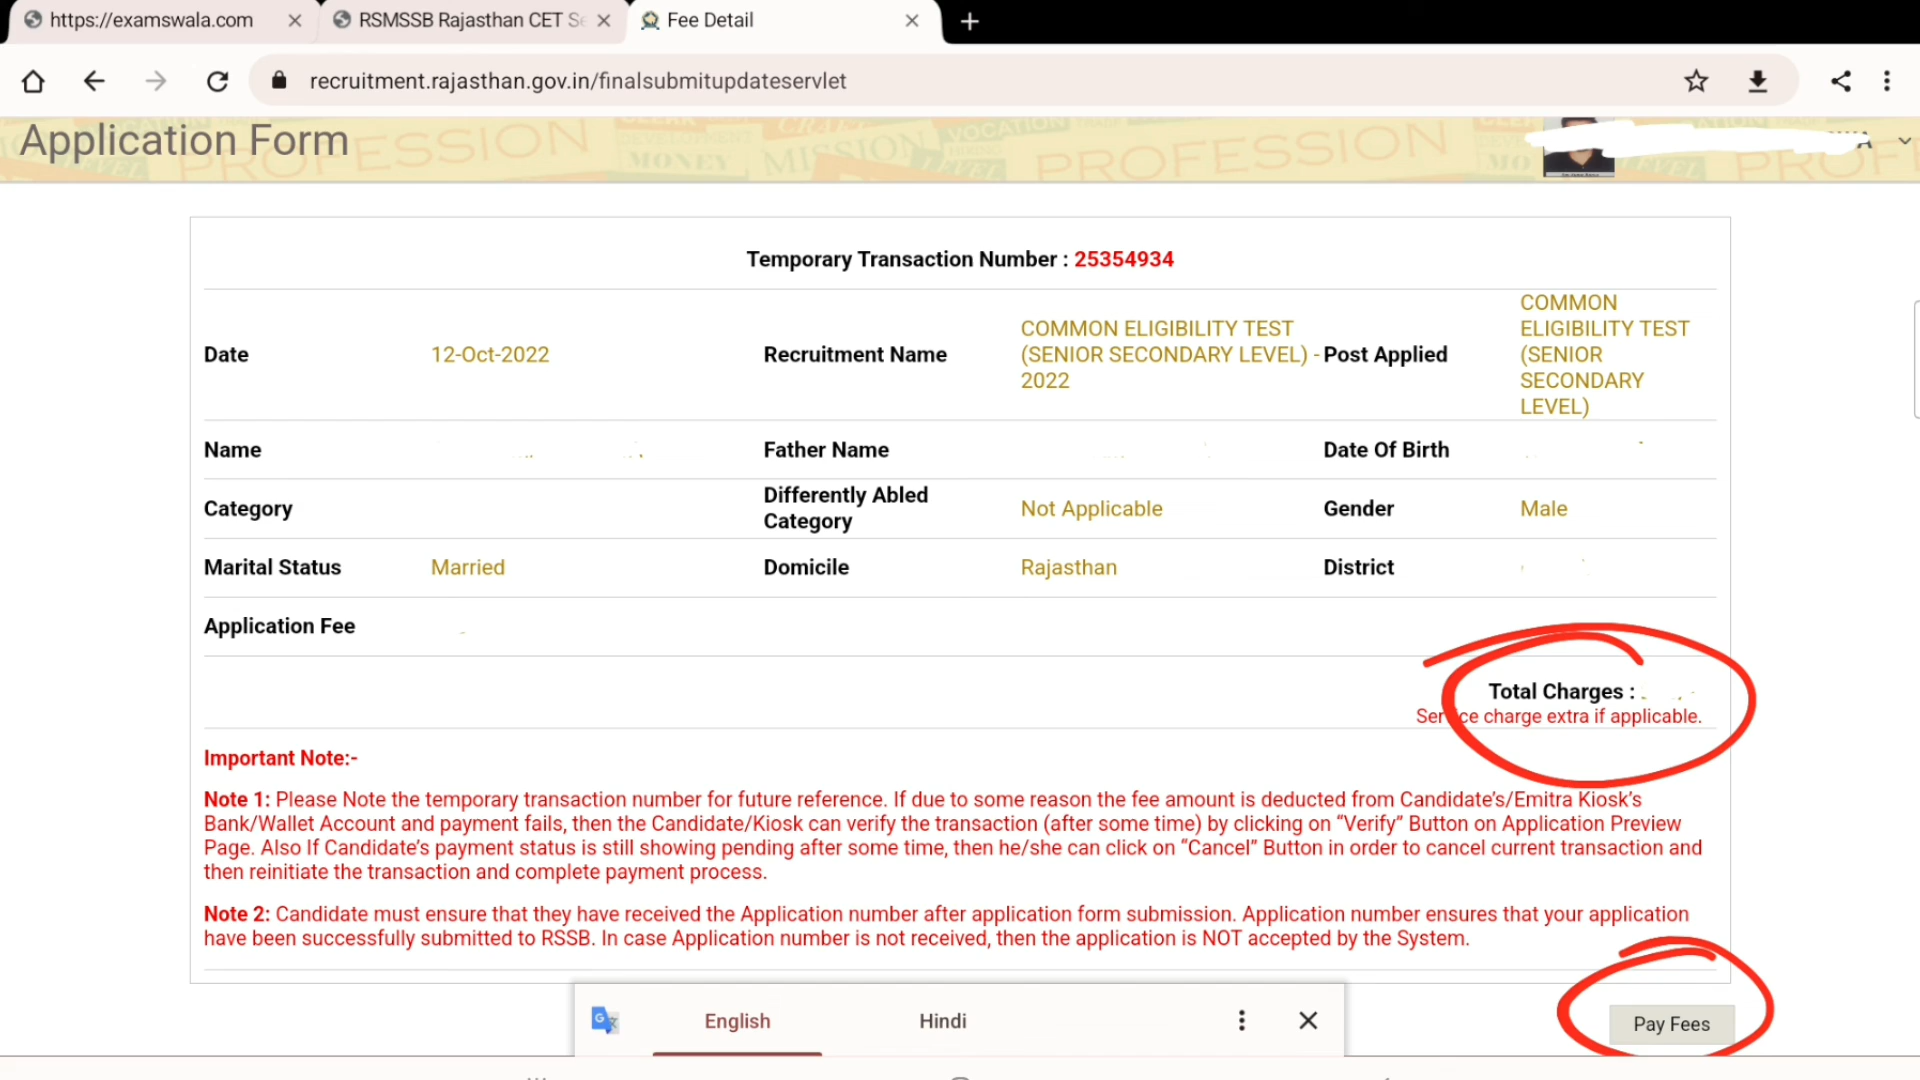 https://examswala.com
RSMSSB Rajasthan CET Se
Fee Detail
recruitment.rajasthan.gov.in/finalsubmitupdateservlet
Application Form
Temporary Transaction Number : 25354934
Date
12-Oct-2022
Recruitment Name
COMMON ELIGIBILITY TEST
(SENIOR SECONDARY LEVEL) -
2022
Post Applied
COMMON
ELIGIBILITY TEST
(SENIOR
SECONDARY
LEVEL)
Name
Father Name
Date Of Birth
Category
Differently Abled
Category
Not Applicable
Gender
Male
Marital Status
Married
Domicile
Rajasthan
District
Application Fee
Total Charges :
Service charge extra if applicable.
Important Note:-
Note 1: Please Note the temporary transaction number for future reference. If due to some reason the fee amount is deducted from Candidate's/Emitra Kiosk's
Bank/Wallet Account and payment fails, then the Candidate/Kiosk can verify the transaction (after some time) by clicking on “Verify” Button on Application Preview
Page. Also If Candidate's payment status is still showing pending after some time, then he/she can click on “Cancel” Button in order to cancel current transaction and
then reinitiate the transaction and complete payment process.
Note 2: Candidate must ensure that they have received the Application number after application form submission. Application number ensures that your application
have been successfully submitted to RSSB. In case Application number is not received, then the application is NOT accepted by the System.
English
Hindi
Pay Fees